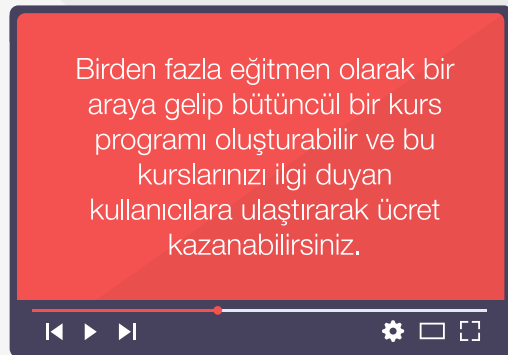 Birden fazla eğitmen olarak bir
araya gelip bütüncül bir kurs
programı oluşturabilir ve bu
kurslarınızı ilgi duyan
kullanıcılara ulaştırarak ücret
kazanabilirsiniz.